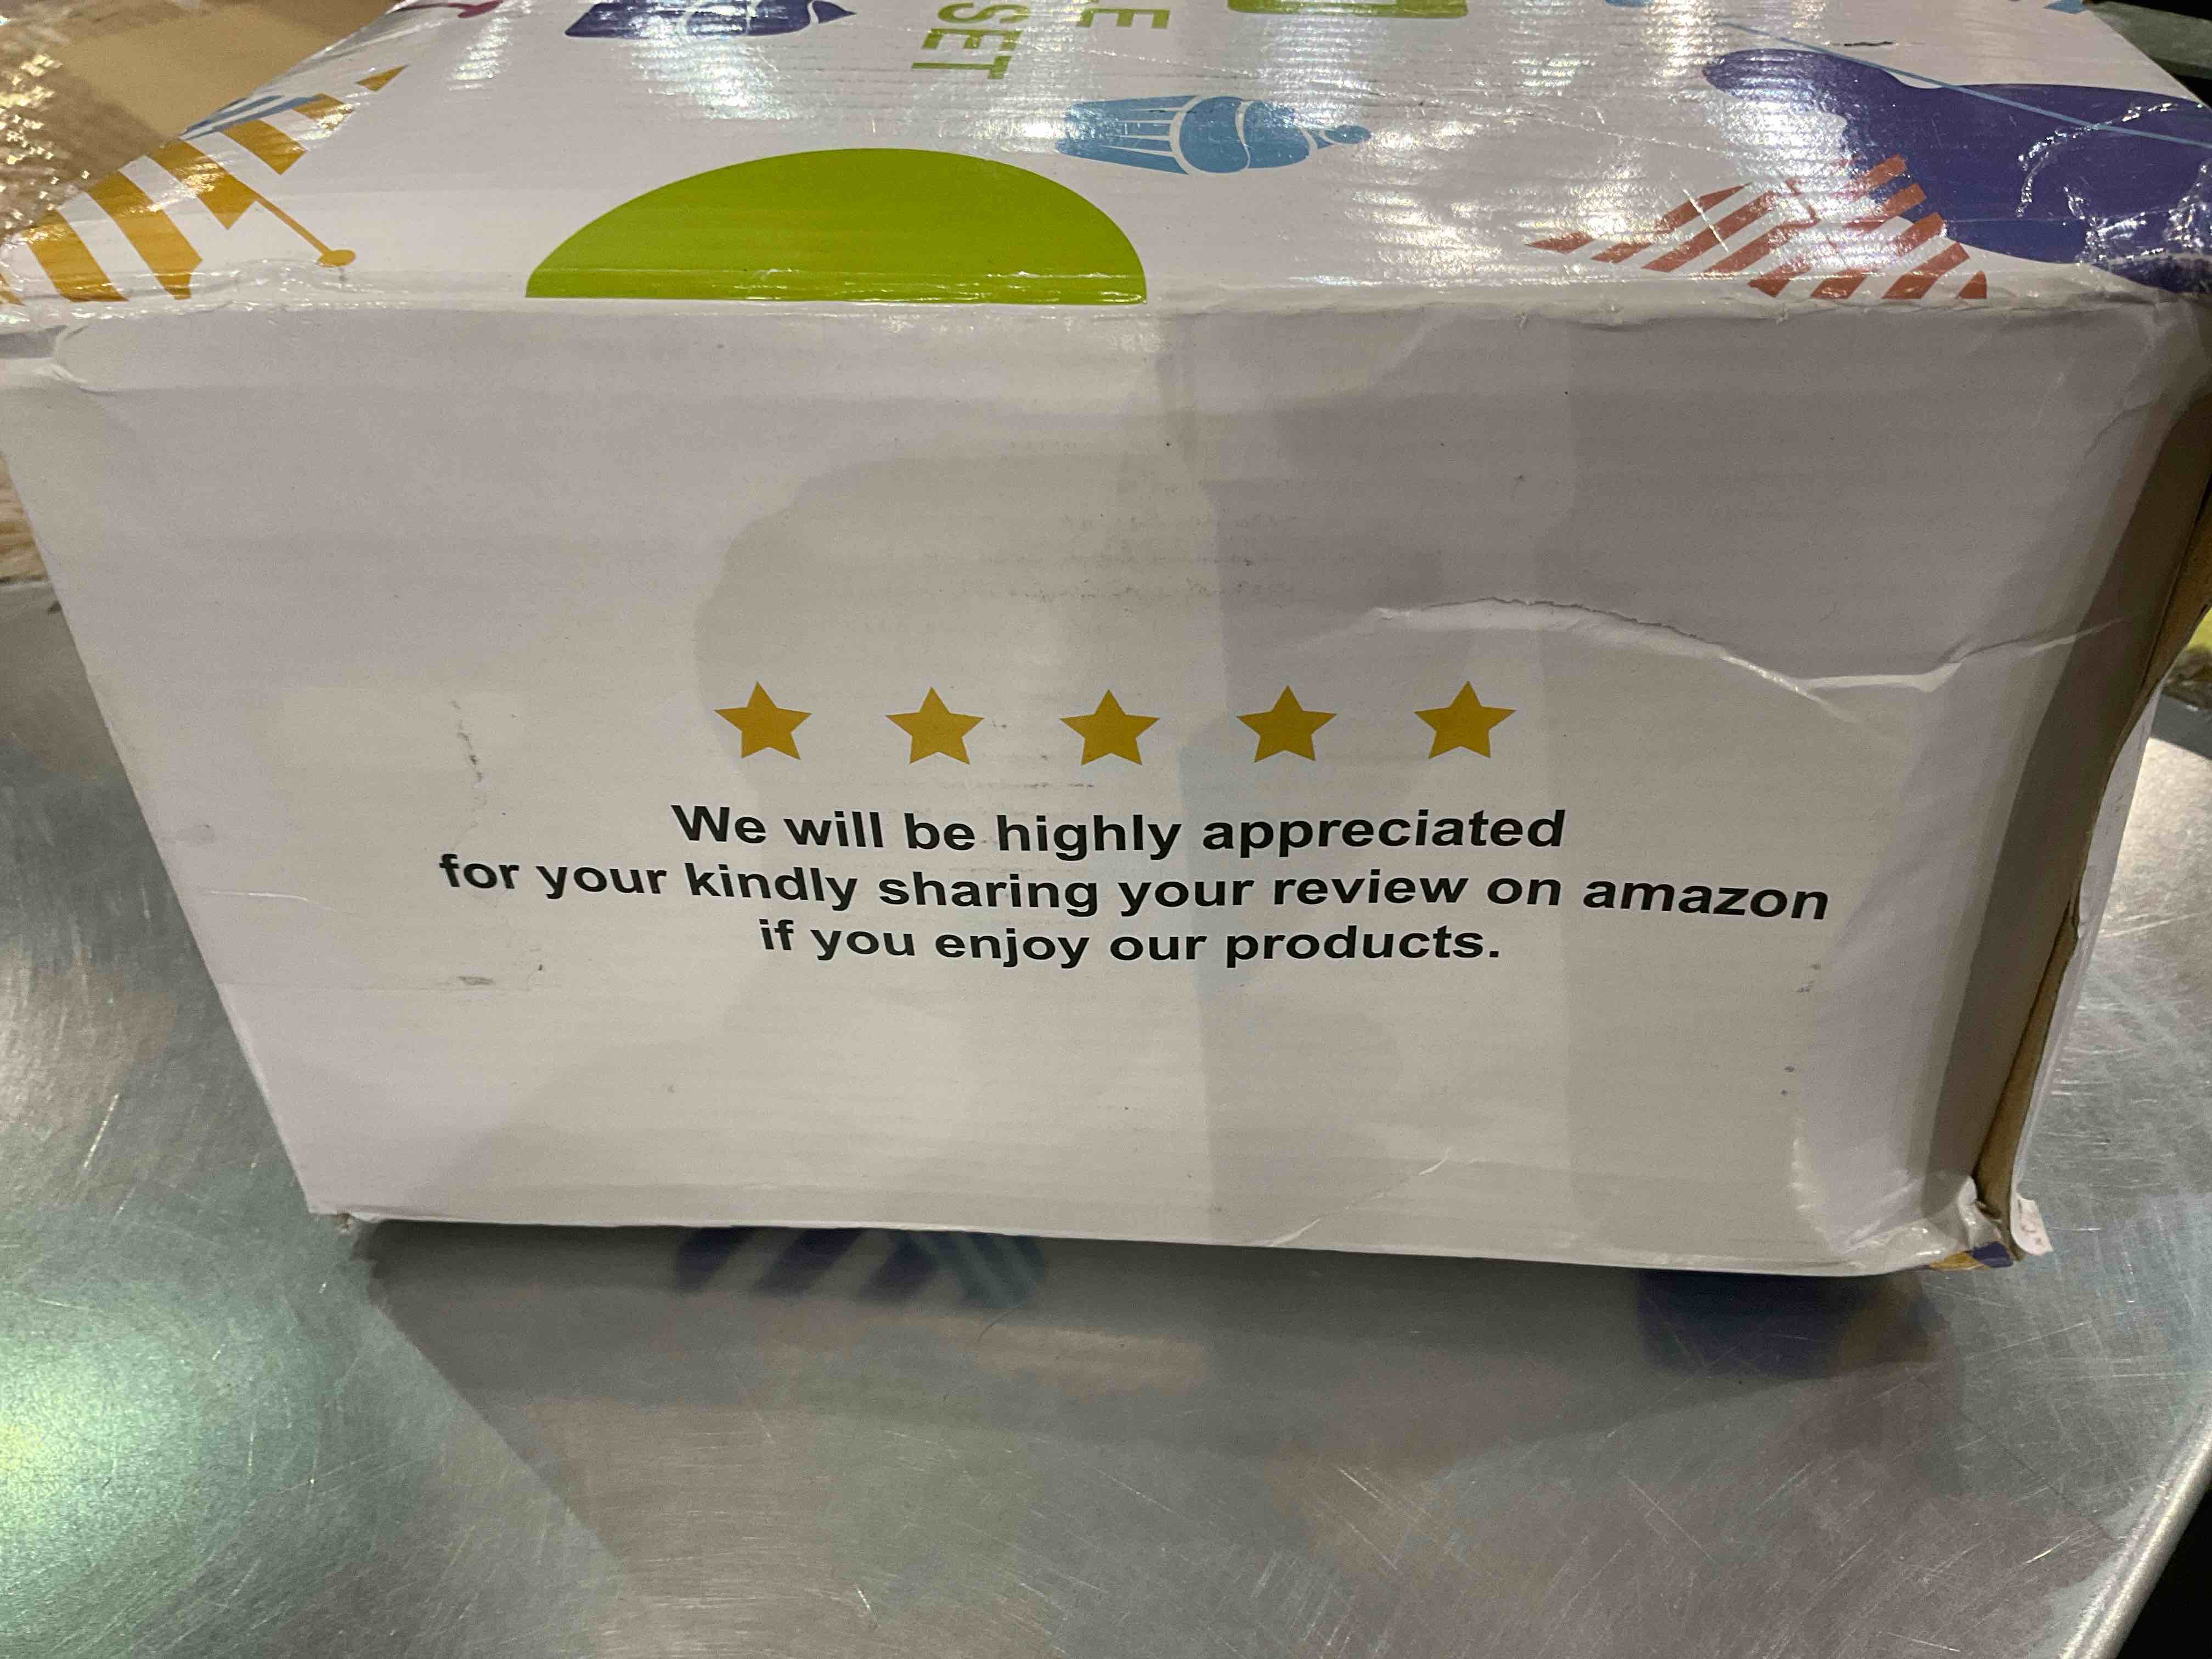 SET
We will be highly appreciated
for your kindly sharing your review on amazon
if you enjoy our products.